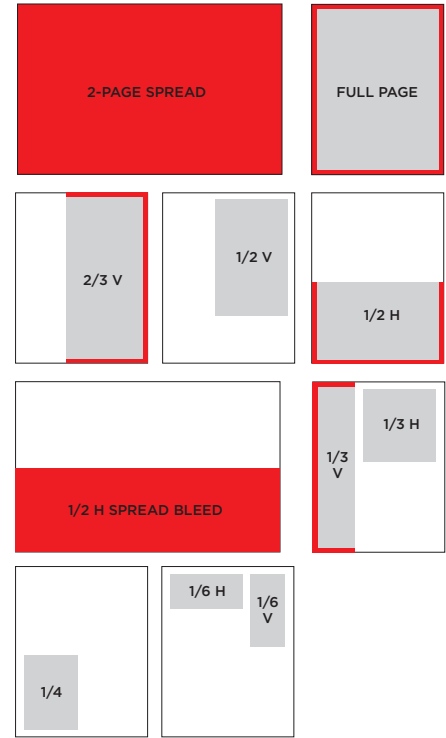 2-PAGE SPREAD
FULL PAGE
2/3 V
1/2 V
1/2 H
1/2 H SPREAD BLEED
1/3
V
1/3 H
1/4
1/6 H
1/6
V